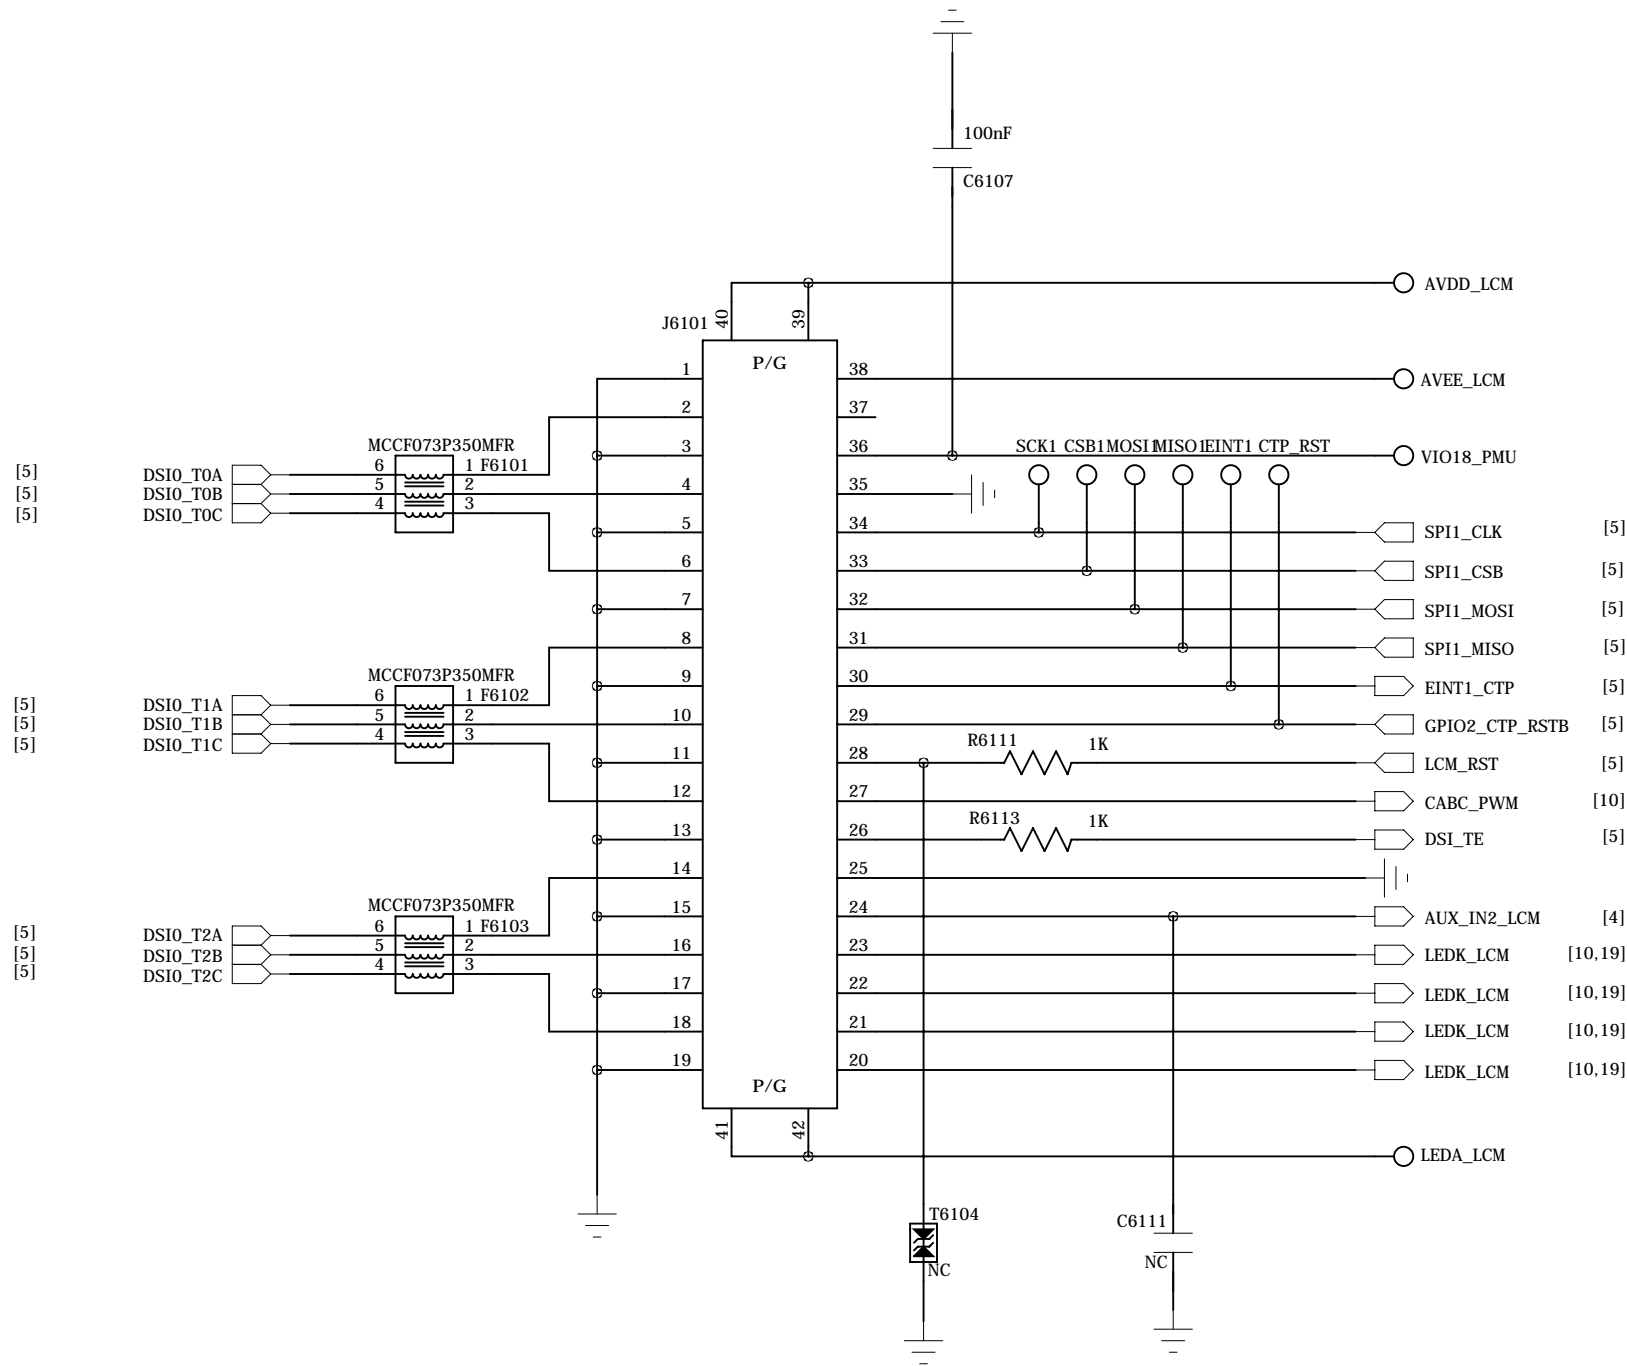 100nF
C6107
AVDD_LCM
J6101 40 39
P/G
1 38 AVEE_LCM
2 37
MCCF073P350MFR 3 36 SCK1 CSB1 MOSI1 MISO1 EINT1 CTP_RST VIO18_PMU
[5] DSI0_T0A 6 1 F6101
[5] DSI0_T0B 5 2 4 35
[5] DSI0_T0C 4 3
5 34 SPI1_CLK [5]
6 33 SPI1_CSB [5]
7 32 SPI1_MOSI [5]
8 31 SPI1_MISO [5]
MCCF073P350MFR
9 30 EINT1_CTP [5]
[5] DSI0_T1A 6 1 F6102
[5] DSI0_T1B 5 2 10 29 GPIO2_CTP_RSTB [5]
[5] DSI0_T1C 4 3
11 28 R6111 1K LCM_RST [5]
12 27 CABC_PWM [10]
13 26 R6113 1K DSI_TE [5]
14 25
MCCF073P350MFR
15 24 AUX_IN2_LCM [4]
[5] DSI0_T2A 6 1 F6103
[5] DSI0_T2B 5 2 16 23 LEDK_LCM [10,19]
[5] DSI0_T2C 4 3
17 22 LEDK_LCM [10,19]
18 21 LEDK_LCM [10,19]
19 20 LEDK_LCM [10,19]
P/G
41 42
LEDA_LCM
T6104
NC
C6111
NC